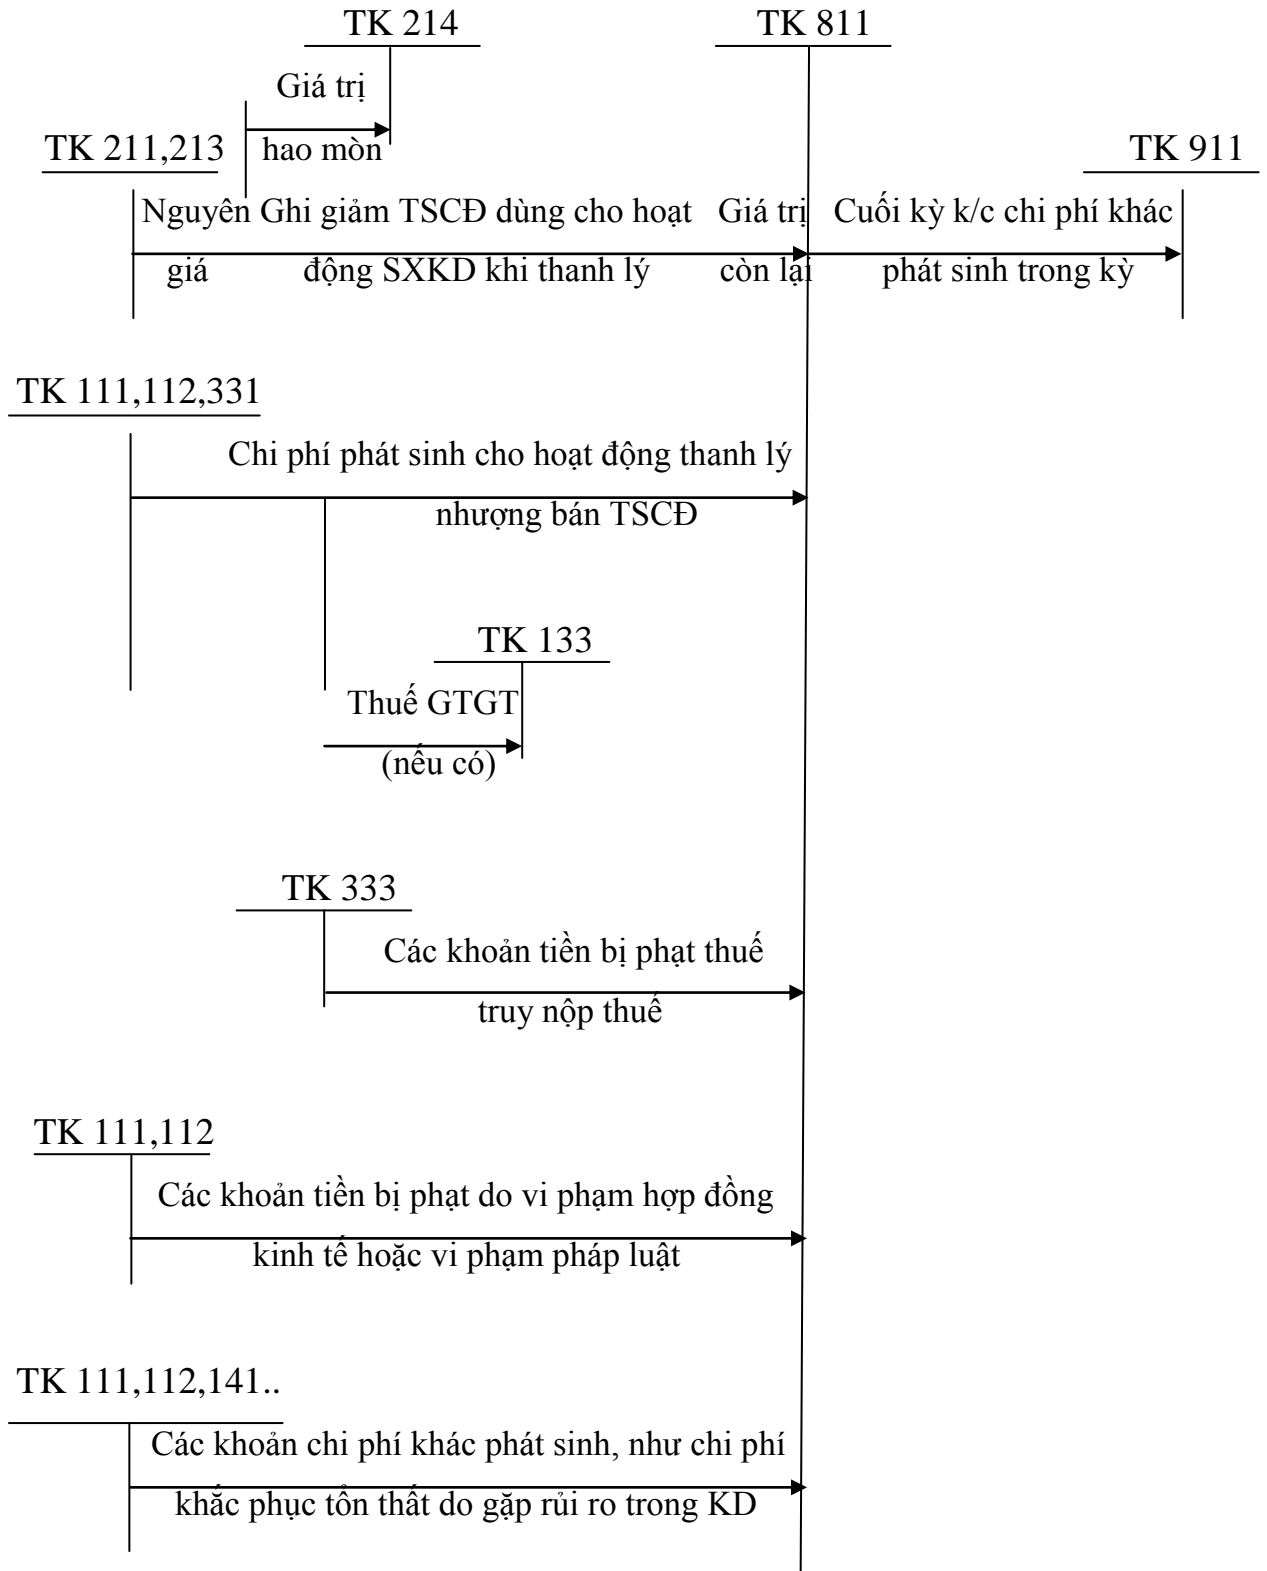 TK 214
TK 811
Giá trị
hao mòn
TK 211,213
TK 911
Nguyên Ghi giảm TSCĐ dùng cho hoạt Giá trị Cuối kỳ k/c chi phí khác
giá động SXKD khi thanh lý còn lại phát sinh trong kỳ
TK 111,112,331
Chi phí phát sinh cho hoạt động thanh lý
nhượng bán TSCĐ
TK 133
Thuế GTGT
(nếu có)
TK 333
Các khoản tiền bị phạt thuế
truy nộp thuế
TK 111,112
Các khoản tiền bị phạt do vi phạm hợp đồng
kinh tế hoặc vi phạm pháp luật
TK 111,112,141..
Các khoản chi phí khác phát sinh, như chi phí
khắc phục tổn thất do gặp rủi ro trong KD